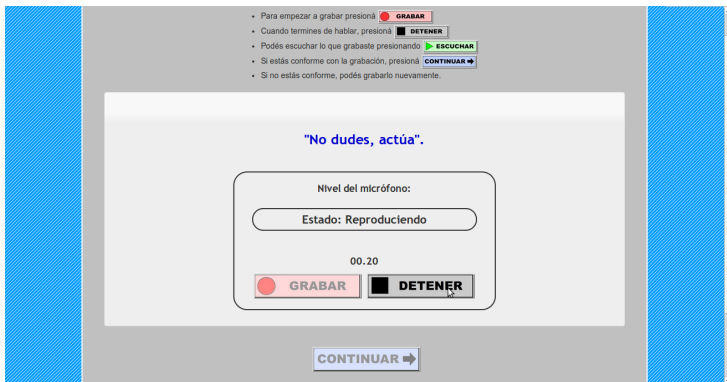 • Para empezar a grabar presioná GRABAR
• Cuando termines de hablar, presioná DETENER
• Podés escuchar lo que grabaste presionando ESCUCHAR
• Si estás conforme con la grabación, presioná CONTINUAR
• Si no estás conforme, podés grabarlo nuevamente.
"No dudes, actúa".
Nivel del micrófono:
Estado: Reproduciendo
00.20
GRABAR DETENER
CONTINUAR